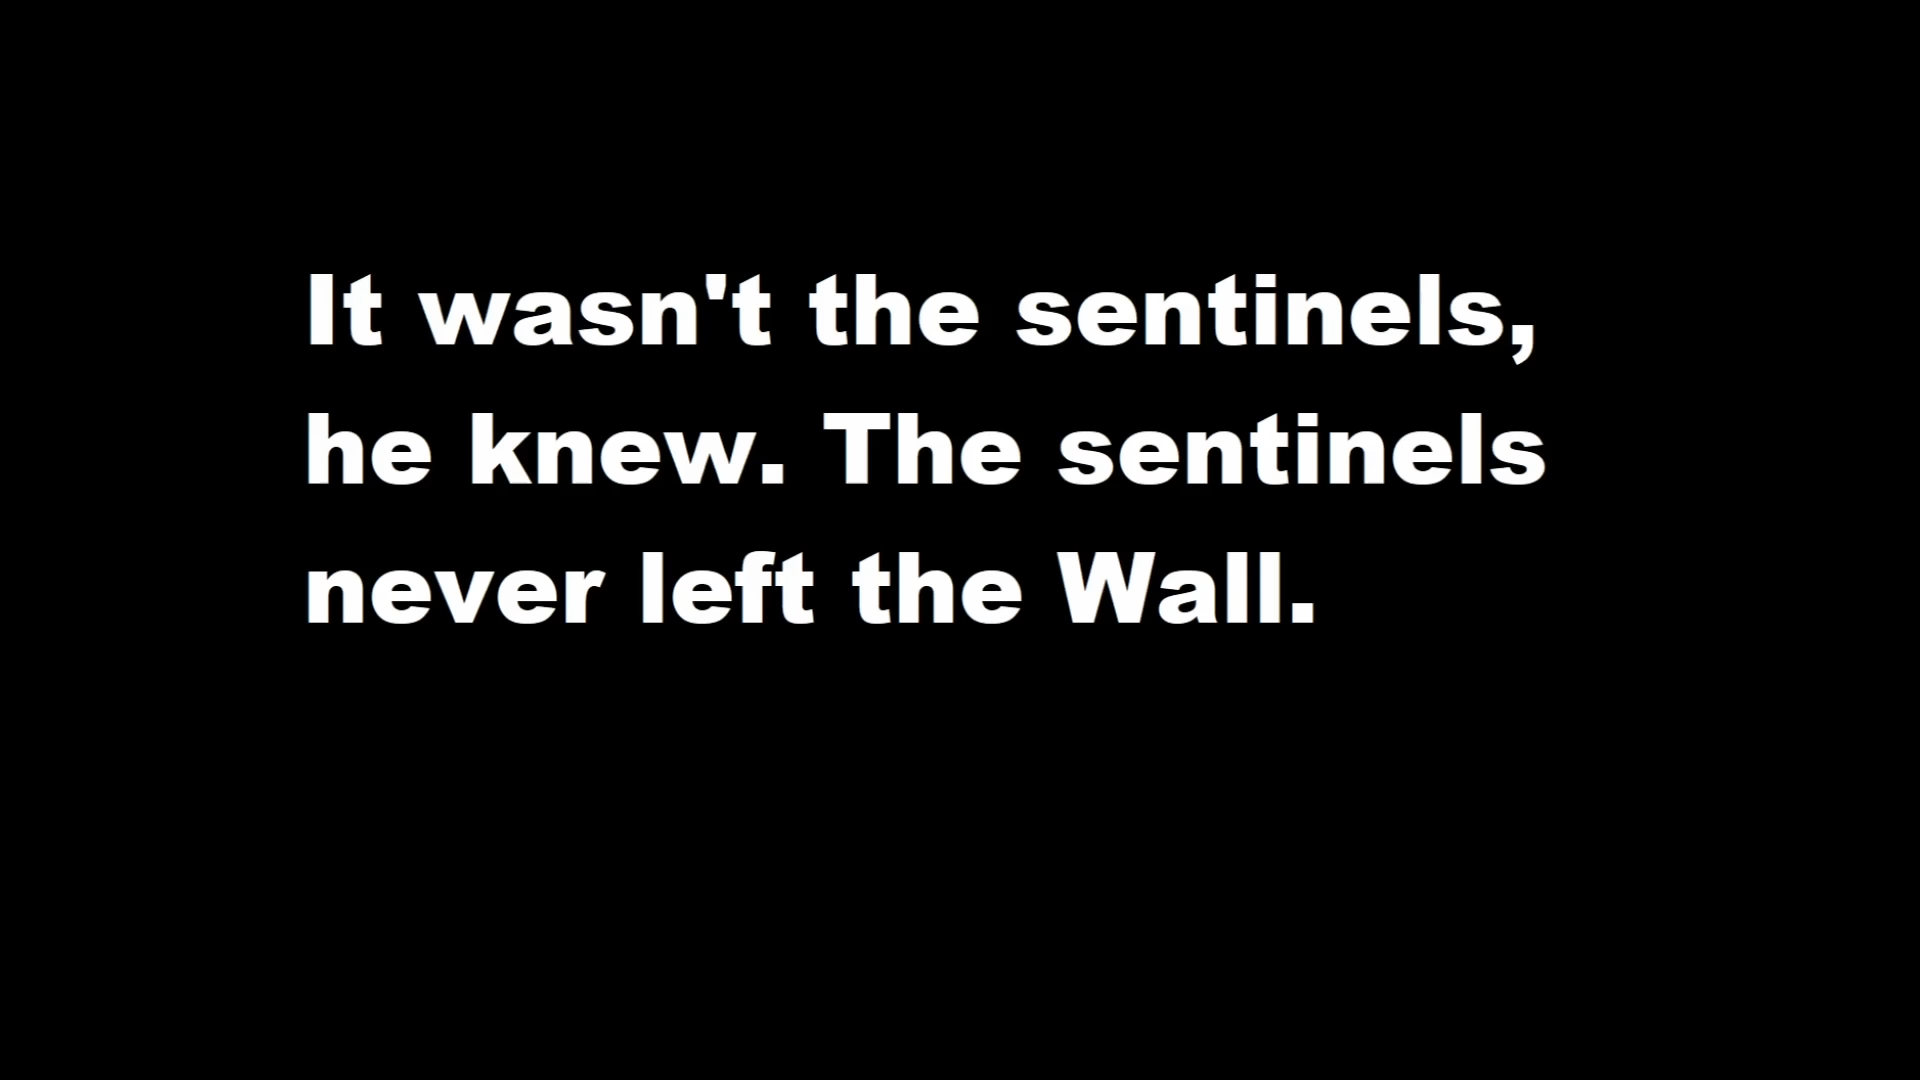 It wasn't the sentinels,
he knew. The sentinels
never left the Wall.